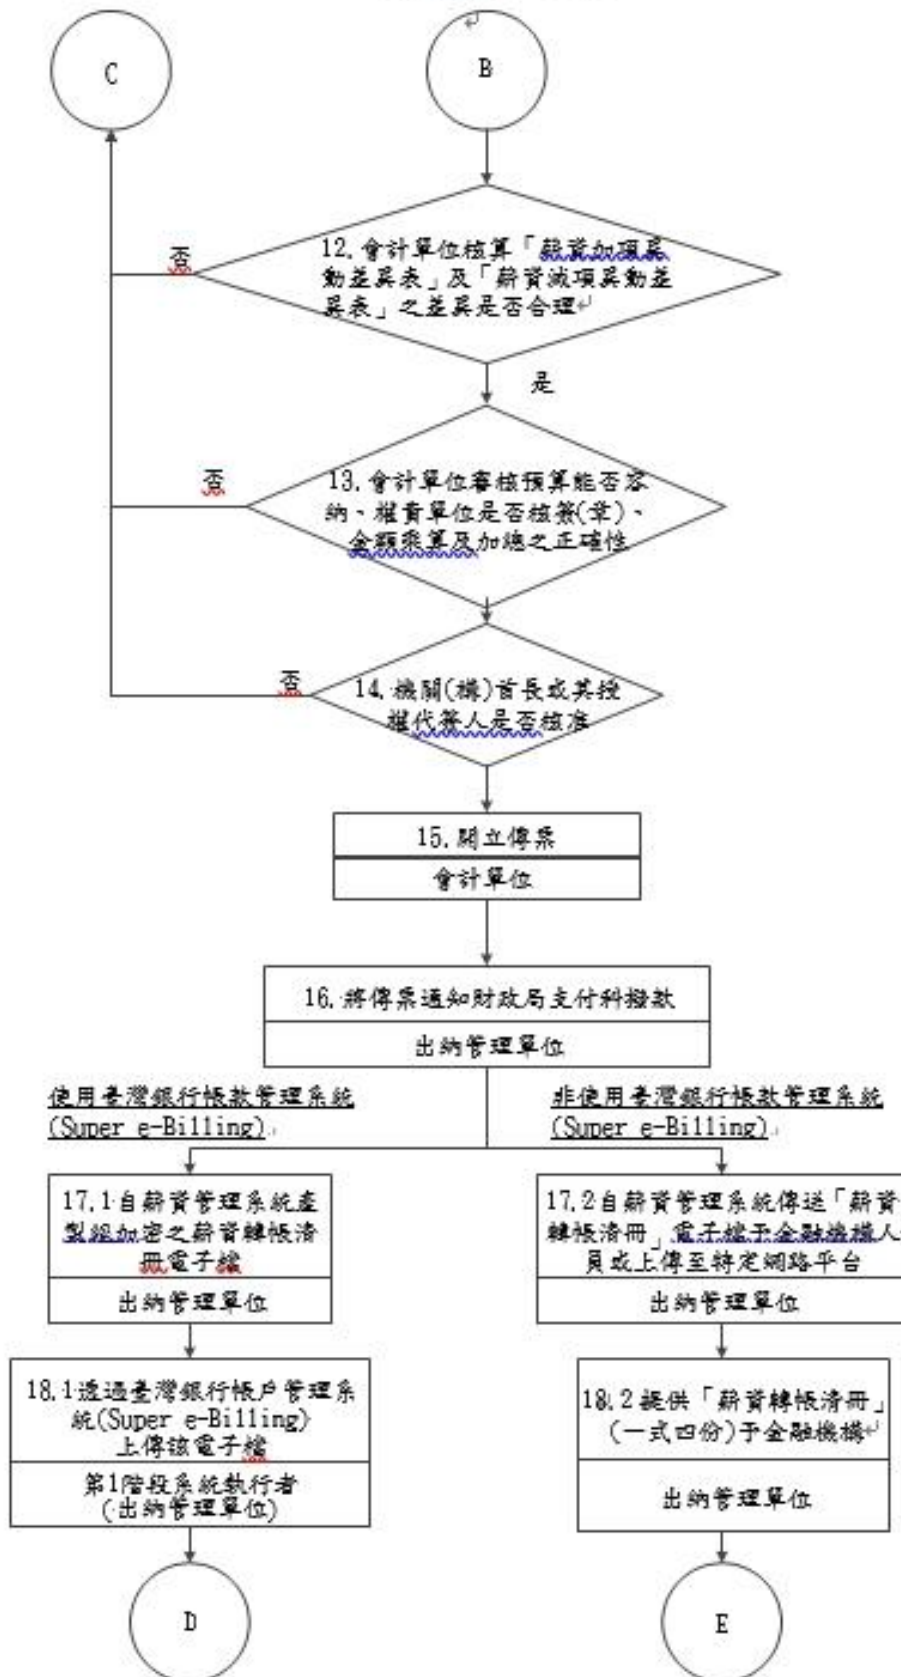 C
B
12.會計單位核算「薪資加項異
動差異表」及「薪資減項異動差
異表」之差異是否合理
否
是
13.會計單位審核預算能否容
納、權責單位是否核簽(章)、
金額乘算及加總之正確性
否
14.機關(構)首長或其授
權代簽人是否核准
否
15.開立傳票
會計單位
16.將傳票通知財政局支付科撥款
出納管理單位
使用臺灣銀行帳款管理系統
(Super e-Billing)
非使用臺灣銀行帳款管理系統
(Super e-Billing)
17.1自薪資管理系統產
製經加密之薪資轉帳清
冊電子檔
出納管理單位
17.2自薪資管理系統傳送「薪資
轉帳清冊」電子檔予金融機構人
員或上傳至特定網路平台
出納管理單位
18.1透過臺灣銀行帳戶管理系
統(Super e-Billing)
上傳該電子檔
第1階段系統執行者
(出納管理單位)
18.2提供「薪資轉帳清冊」
(一式四份)予金融機構
出納管理單位
D
E